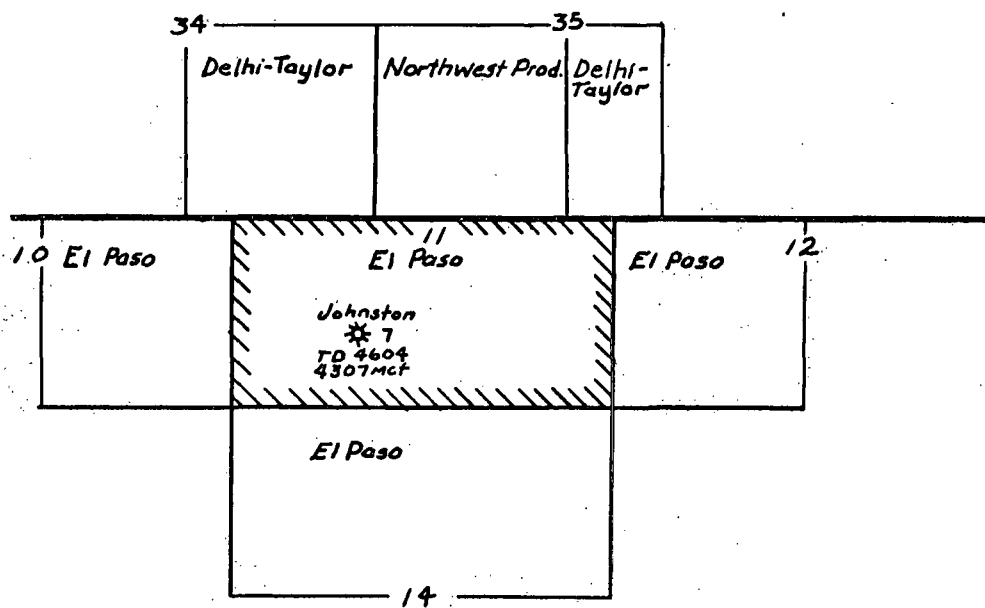 34
35
Delhi-Taylor
Northwest Prod.
Delhi-
Taylor
10
El Paso
11
El Paso
El Paso
12
Johnston
7
TD 4604
4307 Mcf
El Paso
14